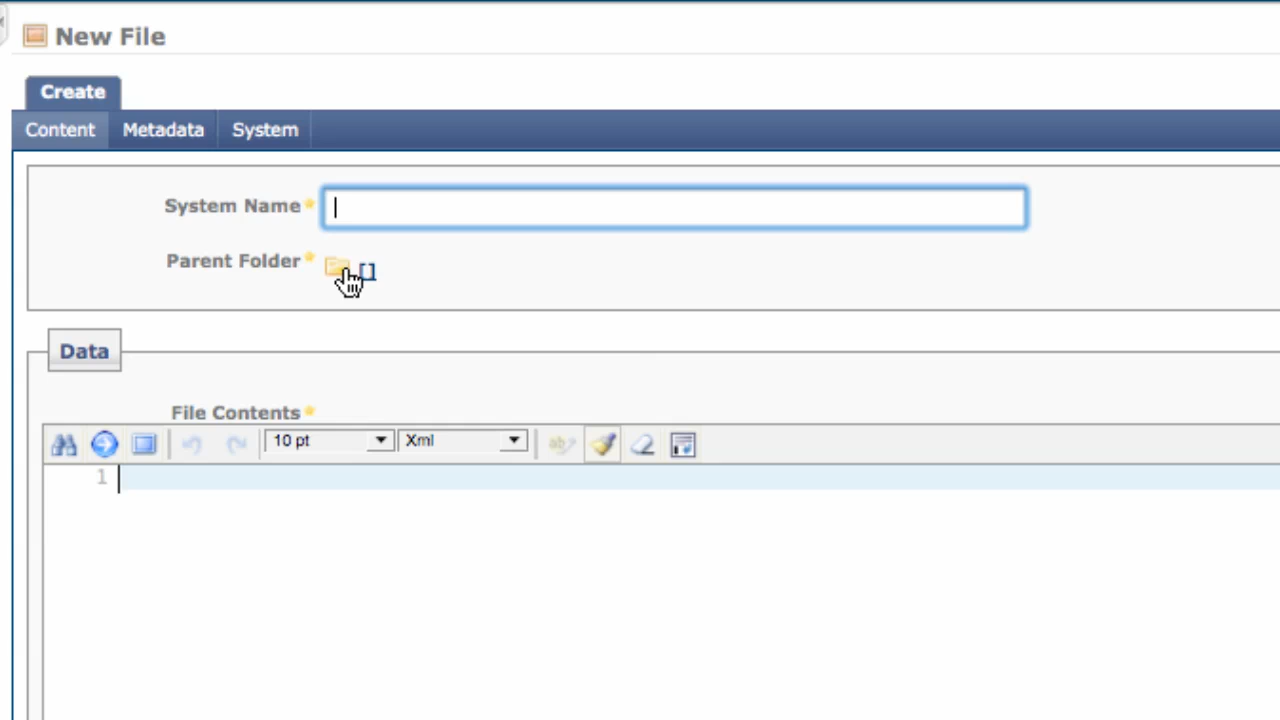 New File
Create
Content Metadata System
System Name*
Parent Folder* []
Data
File Contents*
10 pt Xml
1